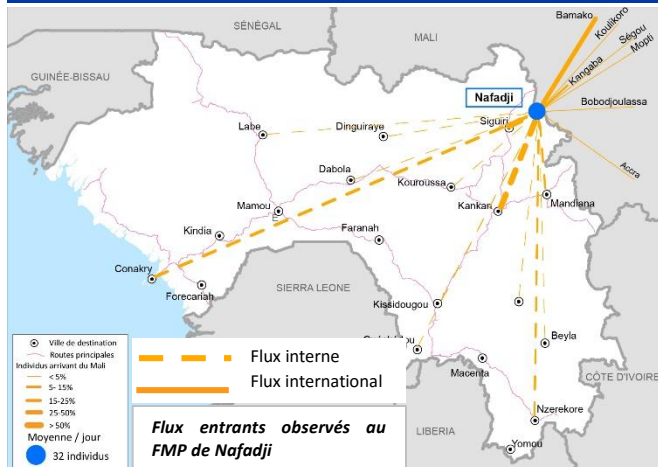 Bamako
SÉNÉGAL
Koulikoro
MALI
Ségou
Mopti
GUINÉE-BISSAU
Kangaba
Nafadji
Bobodjoulassa
Siguiri
Labe
Dinguiraye
Accra
Dabola
Kouroussa
Mandiana
Mamou
Kankan
Kindia
Faranah
Conakry
Forecariah
SIERRA LEONE
Kissidougou
Ville de destination
Routes principales
Individus arrivant du Mali
< 5%
5- 15%
15-25%
25-50%
> 50%
Moyenne / jour
32 individus
Flux interne
Flux international
Flux entrants observés au
FMP de Nafadji
Beyla
Macenta
CÔTE D'IVOIRE
Nzerekore
LIBERIA
Yomou